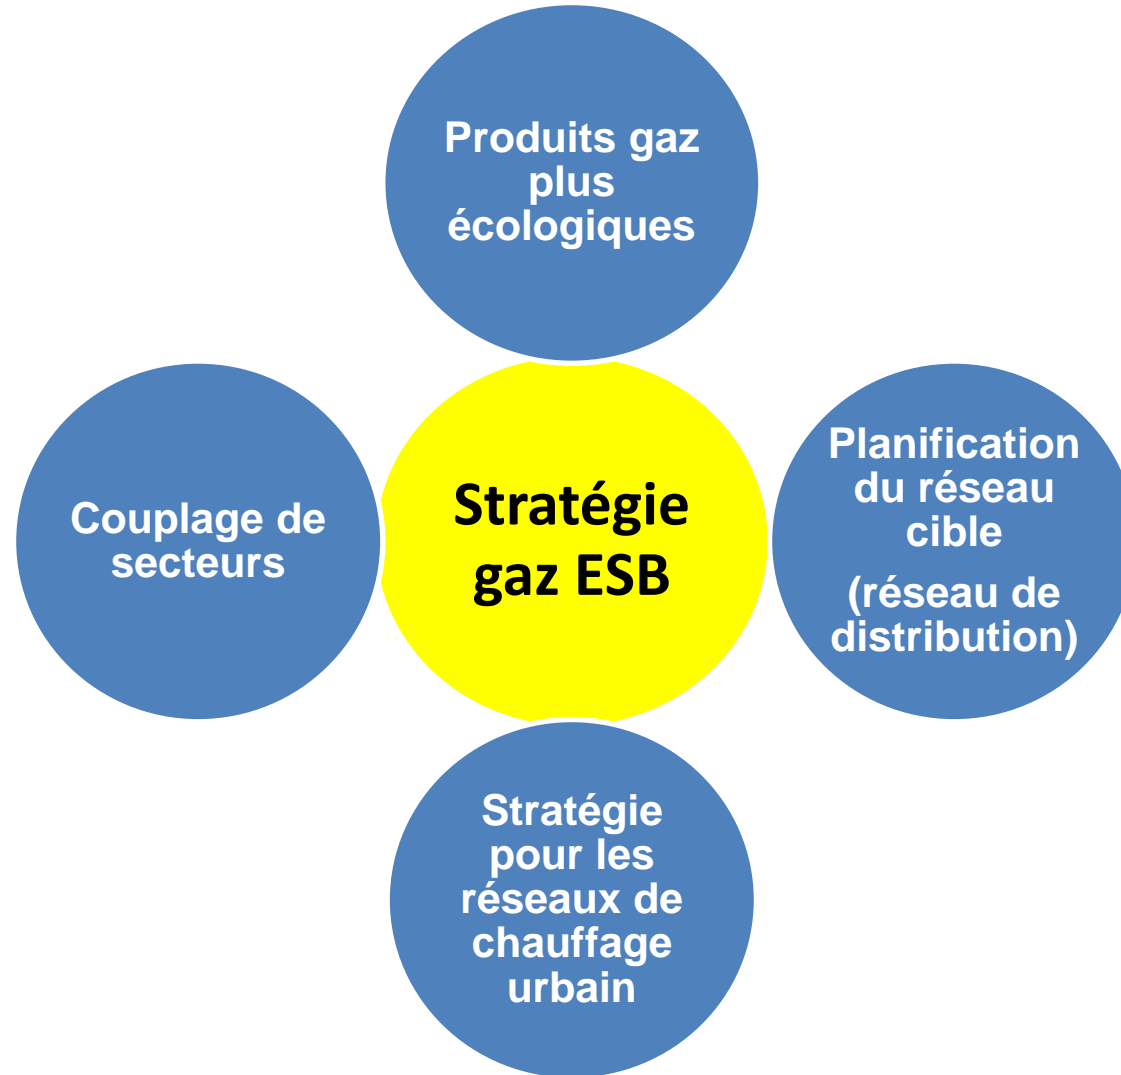 Produits gaz
plus
écologiques
Couplage de
secteurs
Stratégie
gaz ESB
Planification
du réseau
cible
(réseau de
distribution)
Stratégie
pour les
réseaux de
chauffage
urbain